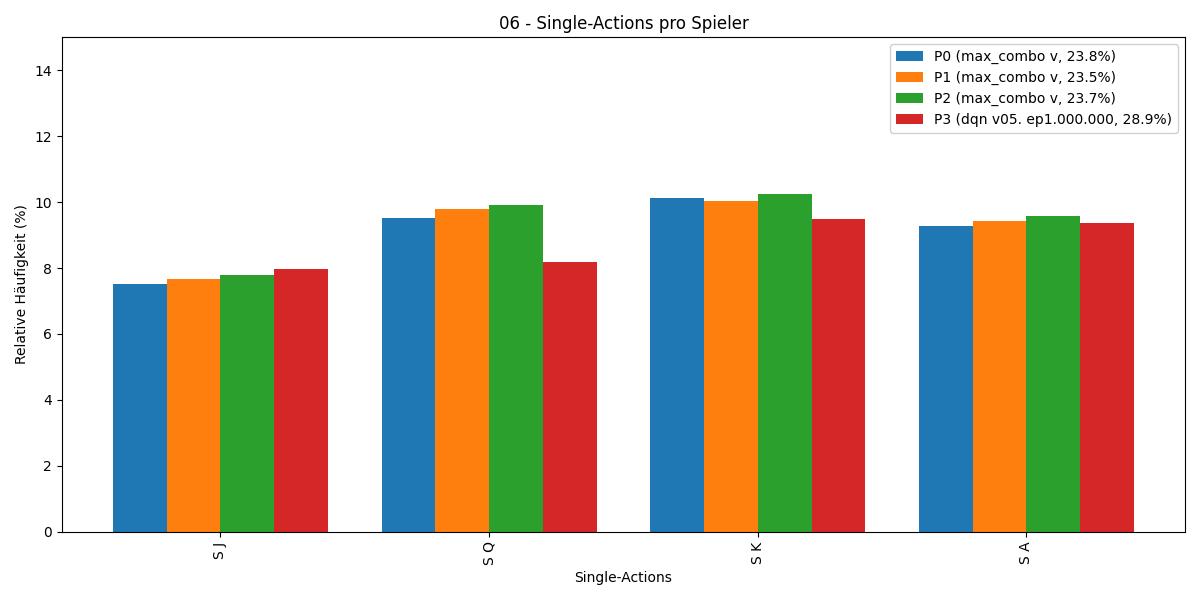 06 - Single-Actions pro Spieler
P0 (max_combo v, 23.8%)
P1 (max_combo v, 23.5%)
P2 (max_combo v, 23.7%)
P3 (dqn v05. ep1.000.000, 28.9%)
Relative Häufigkeit (%)
14
12
10
8
6
4
2
0
S J
S Q
S K
S A
Single-Actions